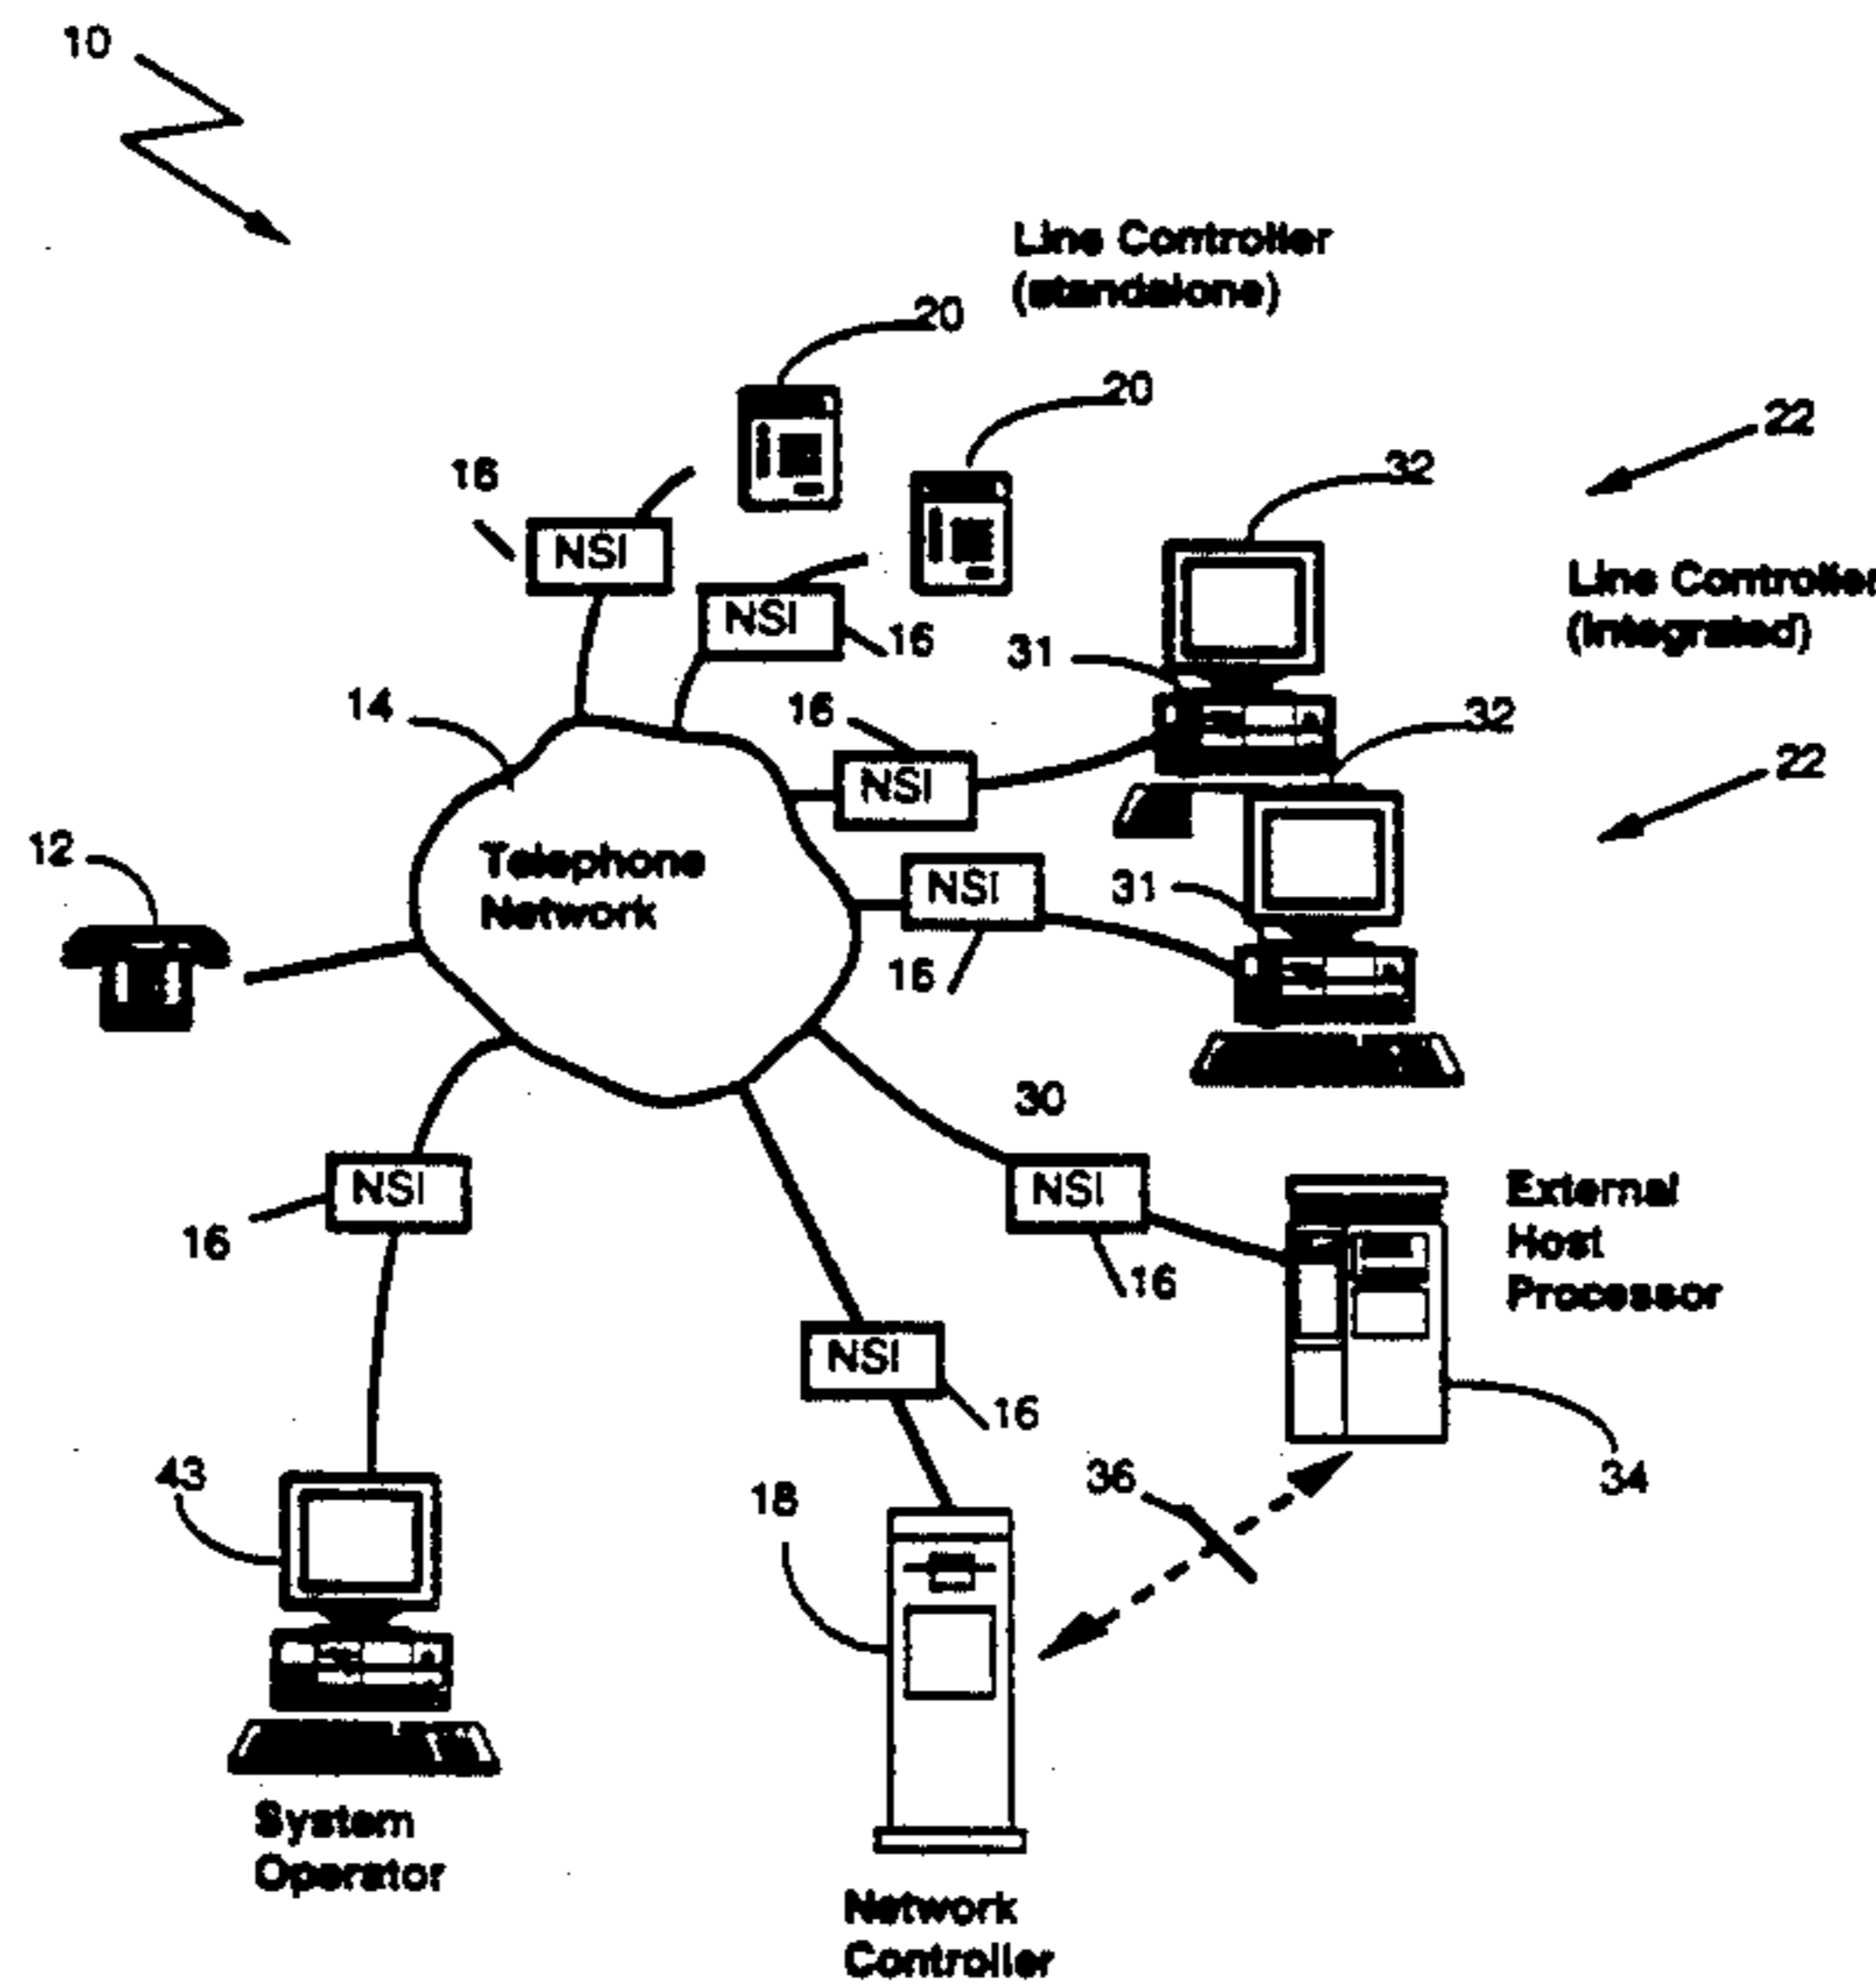 10
Line Controller
(standalone)
20
20
22
32
16
NSI
Line Controller
(integrated)
NSI
16
31
14
16
32
NSI
22
12
Telephone
Network
NSI
31
16
30
NSI
16
NSI
External
Host
Processor
16
NSI
16
43
18
36
34
System
Operator
Network
Controller